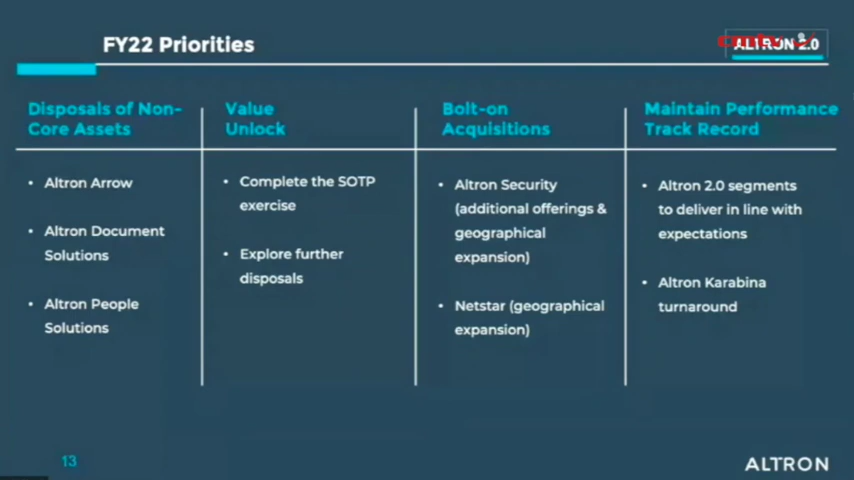 FY22 Priorities
ALTRON 2.0
Disposals of Non-
Core Assets
• Altron Arrow
• Altron Document
Solutions
• Altron People
Solutions
Value
Unlock
• Complete the SOTP
exercise
• Explore further
disposals
Bolt-on
Acquisitions
• Altron Security
(additional offerings &
geographical
expansion)
• Netstar (geographical
expansion)
Maintain Performance
Track Record
• Altron 2.0 segments
to deliver in line with
expectations
• Altron Karabina
turnaround
13
ALTRON